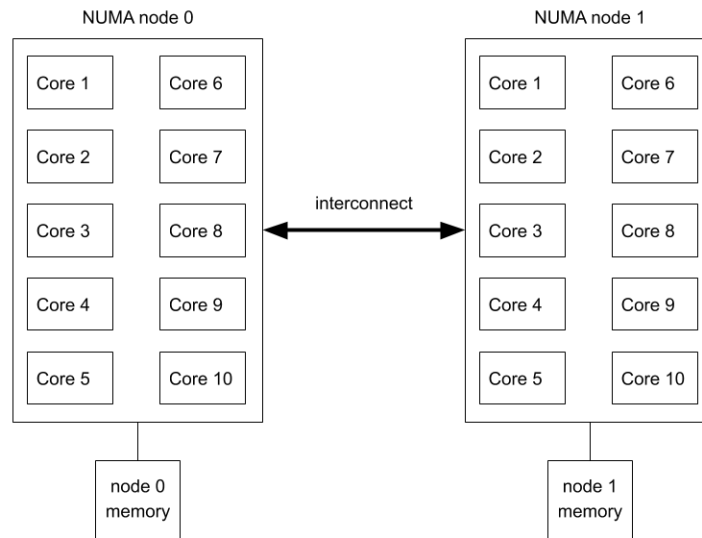 NUMA node 0
NUMA node 1
Core 1
Core 6
Core 2
Core 7
Core 3
Core 8
Core 4
Core 9
Core 5
Core 10
interconnect
Core 1
Core 6
Core 2
Core 7
Core 3
Core 8
Core 4
Core 9
Core 5
Core 10
node 0
memory
node 1
memory